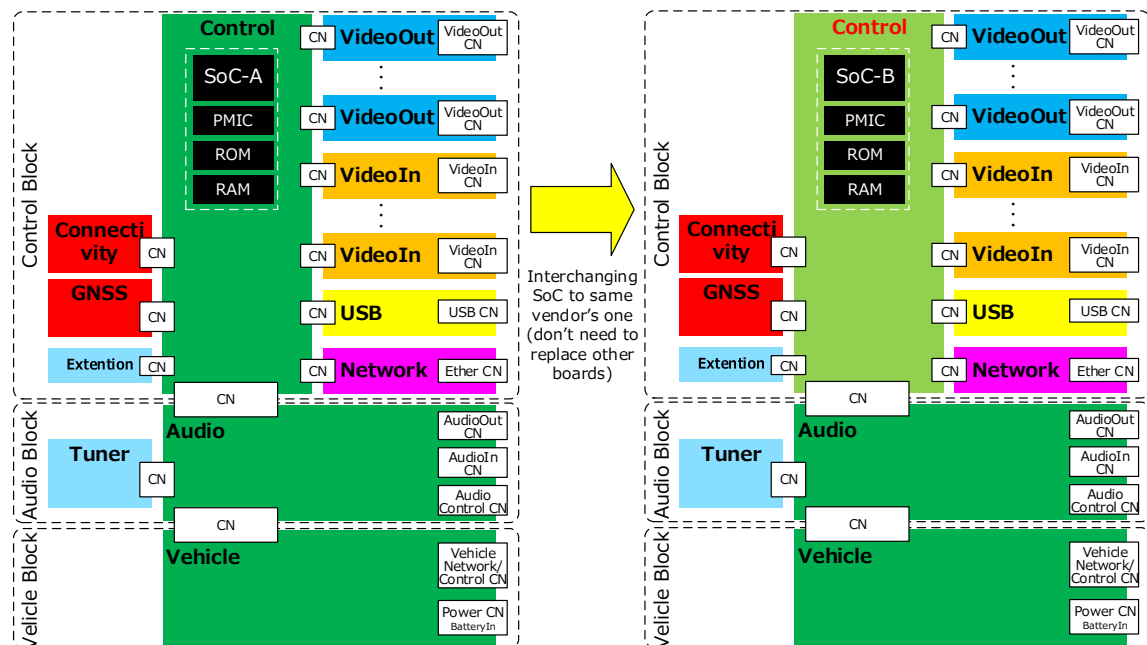 Control Block
Control
SoC-A
PMIC
ROM
RAM
CN
VideoOut
VideoOut
CN
CN
VideoOut
VideoOut
CN
CN
VideoIn
VideoIn
CN
CN
VideoIn
VideoIn
CN
CN
USB
USB CN
CN
Network
Ether CN
Connecti
vity
CN
GNSS
CN
Extention
CN
CN
Audio Block
Audio
Tuner
CN
AudioOut
CN
AudioIn
CN
Audio
Control CN
CN
Velicle Block
Vehicle
Vehicle
Network/
Control CN
Power CN
BatteryIn
Interchanging
SoC to same
vendor's one
(don't need to
replace other
boards)
Control Block
Control
SoC-B
PMIC
ROM
RAM
CN
VideoOut
VideoOut
CN
CN
VideoOut
VideoOut
CN
CN
VideoIn
VideoIn
CN
CN
VideoIn
VideoIn
CN
CN
USB
USB CN
CN
Network
Ether CN
Connecti
vity
CN
GNSS
CN
Extention
CN
CN
Audio Block
Audio
Tuner
CN
AudioOut
CN
AudioIn
CN
Audio
Control CN
CN
Velicle Block
Vehicle
Vehicle
Network/
Control CN
Power CN
BatteryIn